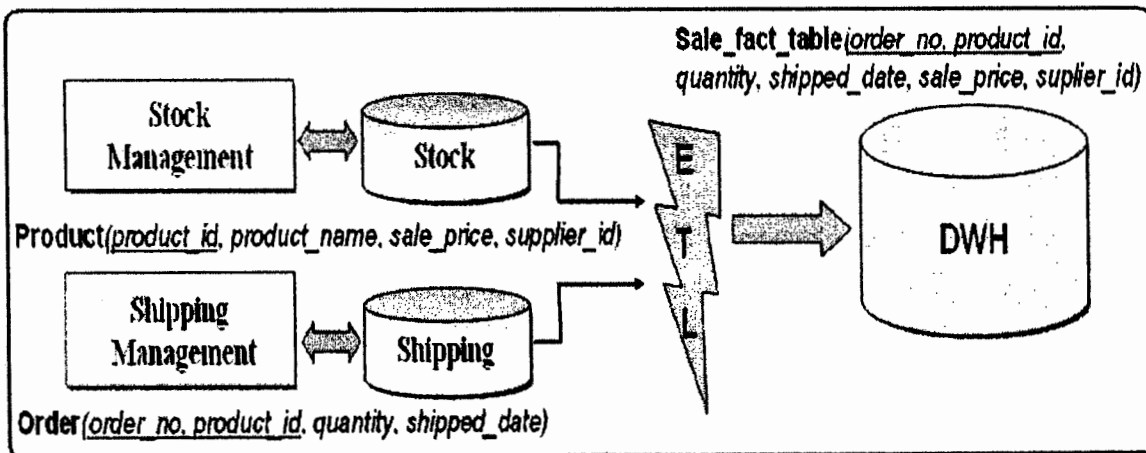 Sale_fact_table(order_no, product_id,
quantity, shipped_date, sale_price, suplier_id)
Stock
Management
Stock
Product(product_id, product_name, sale_price, supplier_id)
E
T
L
DWH
Shipping
Management
Shipping
Order(order_no, product_id, quantity, shipped_date)